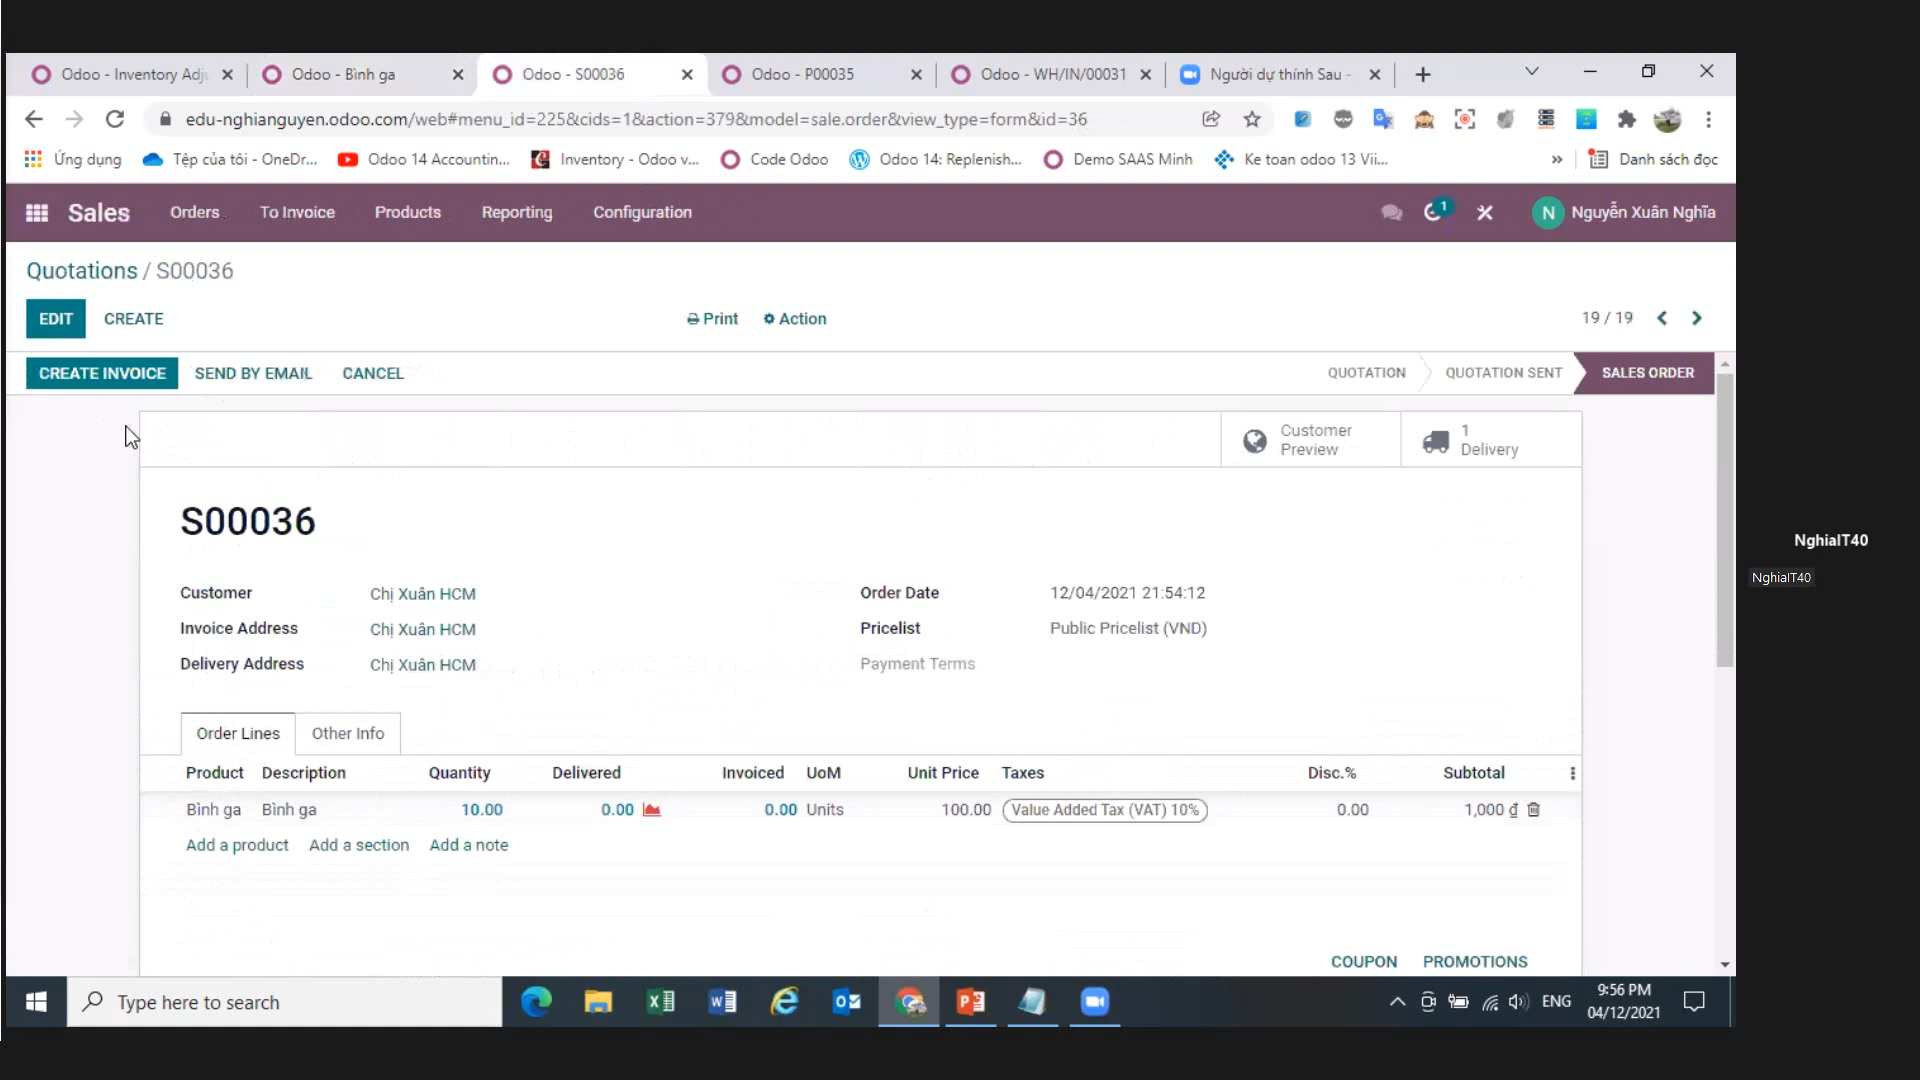 Odoo - Inventory Adj
Odoo - Bình ga
Odoo - S00036
Odoo - P00035
Odoo - WH/IN/00031
Người dự thính Sau -
edu-nghianguyen.odoo.com/web#menu_id=225&cids=1&action=379&model=sale.order&view_type=form&id=36
Ứng dụng
Tệp của tôi - OneDr...
Odoo 14 Accountin...
Inventory - Odoo v...
Code Odoo
Odoo 14: Replenish...
Demo SAAS Minh
Ke toan odoo 13 Vii...
»
Danh sách đọc
Sales
Orders
To Invoice
Products
Reporting
Configuration
1
N
Nguyễn Xuân Nghĩa
Quotations / S00036
EDIT
CREATE
Print
Action
19 / 19
CREATE INVOICE
SEND BY EMAIL
CANCEL
QUOTATION
QUOTATION SENT
SALES ORDER
Customer
Preview
1
Delivery
S00036
Customer Chị Xuân HCM
Order Date 12/04/2021 21:54:12
Invoice Address Chị Xuân HCM
Pricelist Public Pricelist (VND)
Delivery Address Chị Xuân HCM
Payment Terms
Order Lines
Other Info
Product Description Quantity Delivered Invoiced UoM Unit Price Taxes Disc.% Subtotal
Bình ga Bình ga 10.00 0.00 0.00 Units 100.00 Value Added Tax (VAT) 10% 0.00 1,000 ₫
Add a product Add a section Add a note
COUPON PROMOTIONS
NghiaIT40
NghiaIT40
Type here to search
ENG
9:56 PM
04/12/2021